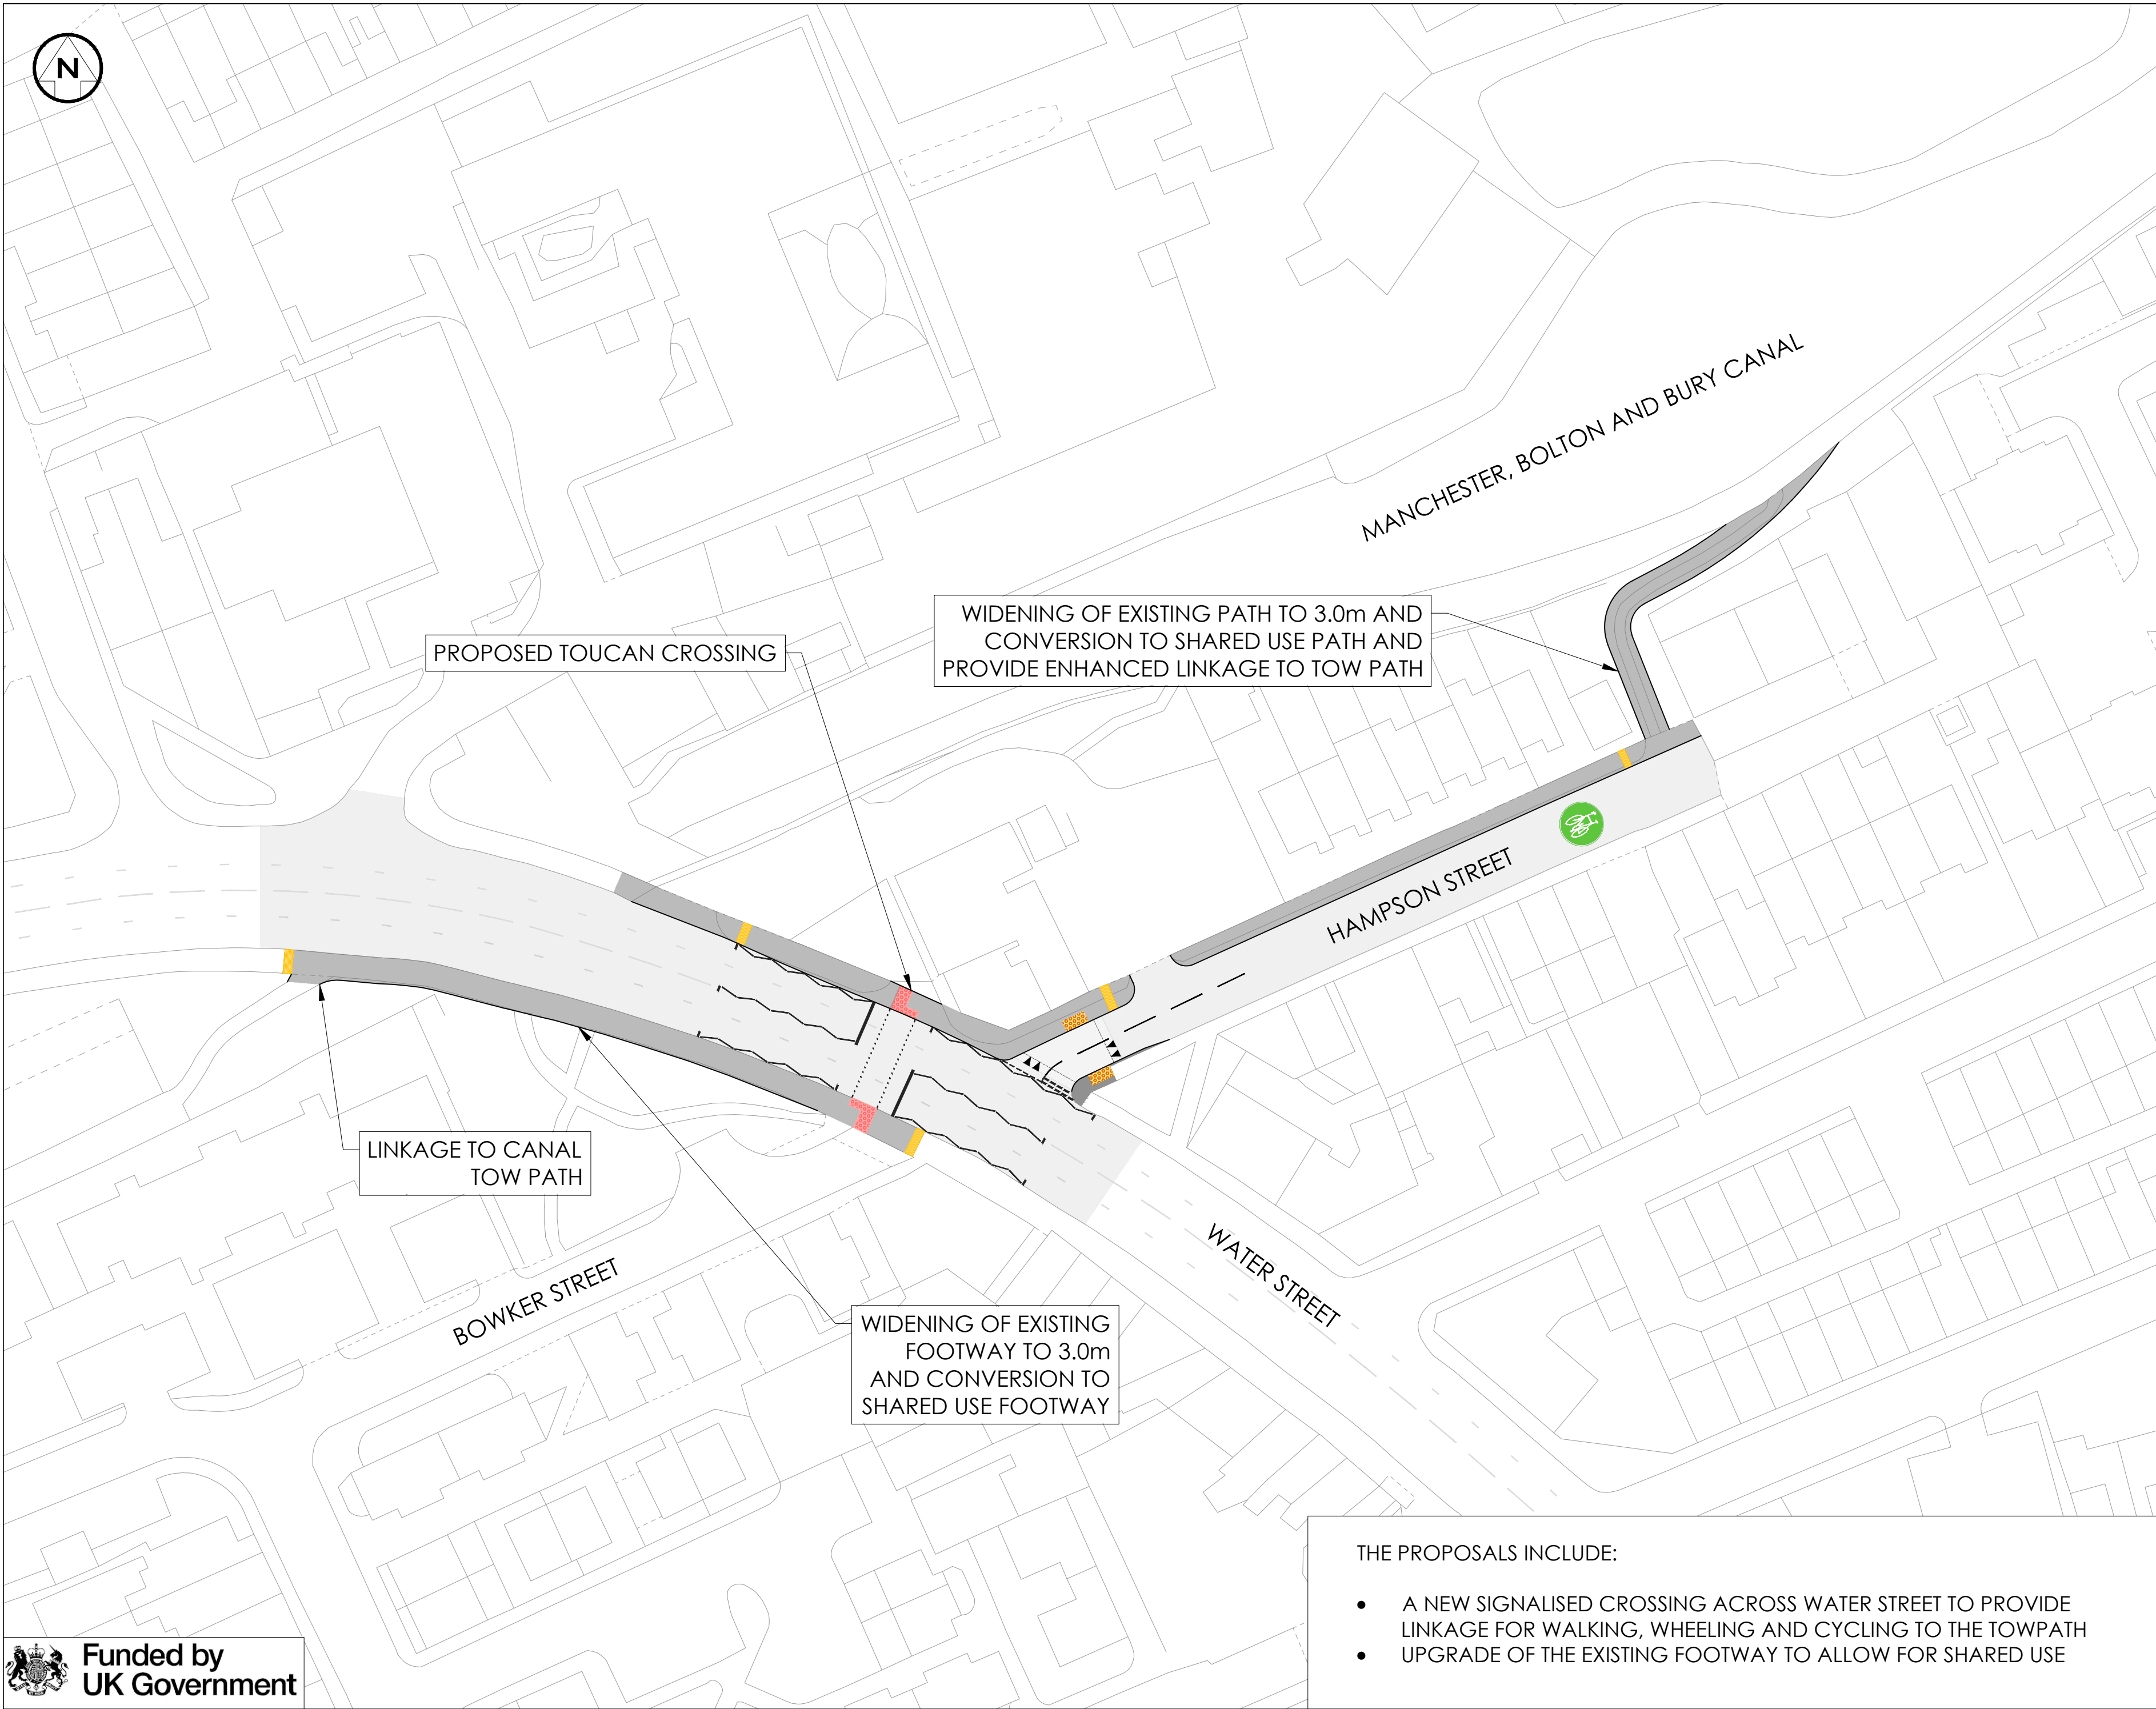 N
MANCHESTER, BOLTON AND BURY CANAL
WIDENING OF EXISTING PATH TO 3.0m AND
CONVERSION TO SHARED USE PATH AND
PROVIDE ENHANCED LINKAGE TO TOW PATH
PROPOSED TOUCAN CROSSING
HAMPSON STREET
LINKAGE TO CANAL
TOW PATH
BOWKER STREET
WATER STREET
WIDENING OF EXISTING
FOOTWAY TO 3.0m
AND CONVERSION TO
SHARED USE FOOTWAY
THE PROPOSALS INCLUDE:
• A NEW SIGNALISED CROSSING ACROSS WATER STREET TO PROVIDE
LINKAGE FOR WALKING, WHEELING AND CYCLING TO THE TOWPATH
• UPGRADE OF THE EXISTING FOOTWAY TO ALLOW FOR SHARED USE
Funded by
UK Government